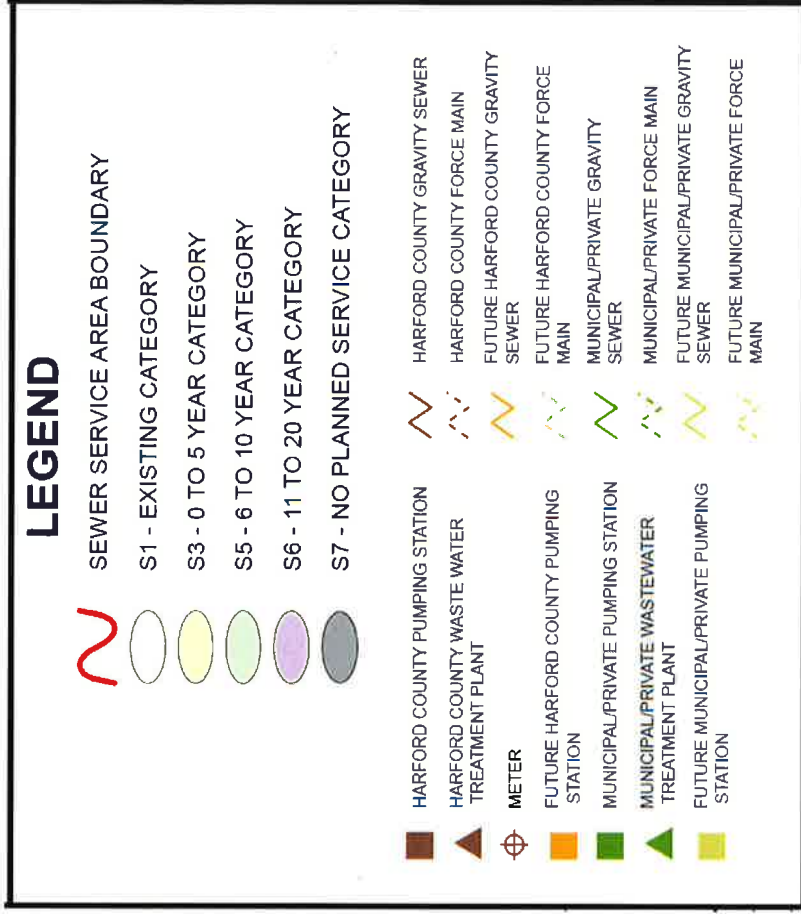 LEGEND
SEWER SERVICE AREA BOUNDARY
S1 - EXISTING CATEGORY
S3 - 0 TO 5 YEAR CATEGORY
S5 - 6 TO 10 YEAR CATEGORY
S6 - 11 TO 20 YEAR CATEGORY
S7 - NO PLANNED SERVICE CATEGORY
HARFORD COUNTY PUMPING STATION
HARFORD COUNTY WASTE WATER
TREATMENT PLANT
METER
FUTURE HARFORD COUNTY PUMPING
STATION
MUNICIPAL/PRIVATE PUMPING STATION
MUNICIPAL/PRIVATE WASTEWATER
TREATMENT PLANT
FUTURE MUNICIPAL/PRIVATE PUMPING
STATION
HARFORD COUNTY GRAVITY SEWER
HARFORD COUNTY FORCE MAIN
FUTURE HARFORD COUNTY GRAVITY
SEWER
FUTURE HARFORD COUNTY FORCE
MAIN
MUNICIPAL/PRIVATE GRAVITY
SEWER
MUNICIPAL/PRIVATE FORCE MAIN
FUTURE MUNICIPAL/PRIVATE GRAVITY
SEWER
FUTURE MUNICIPAL/PRIVATE FORCE
MAIN